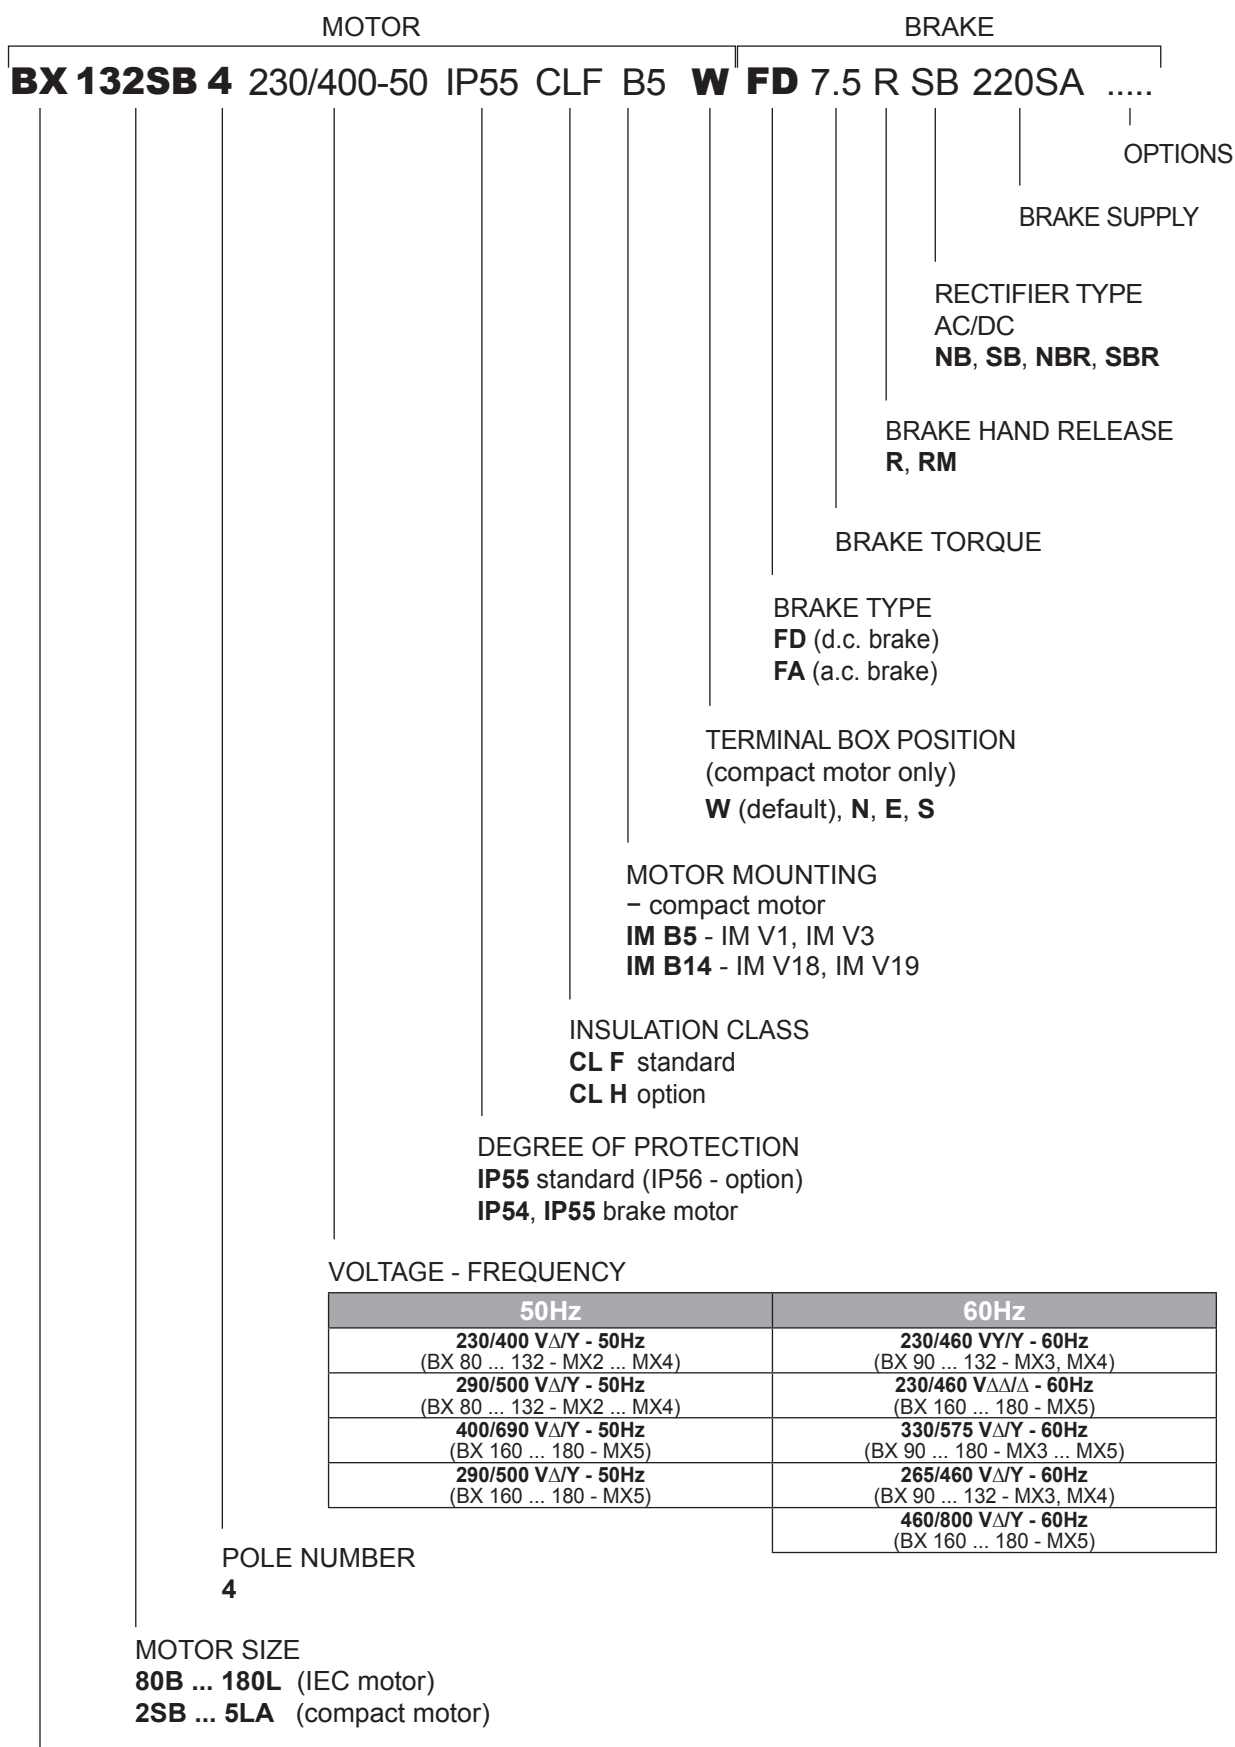 MOTOR BRAKE
BX 132SB 4 230/400-50 IP55 CLF B5 W FD 7.5 R SB 220SA .....
OPTIONS
BRAKE SUPPLY
RECTIFIER TYPE
AC/DC
NB, SB, NBR, SBR
BRAKE HAND RELEASE
R, RM
BRAKE TORQUE
BRAKE TYPE
FD (d.c. brake)
FA (a.c. brake)
TERMINAL BOX POSITION
(compact motor only)
W (default), N, E, S
MOTOR MOUNTING
− compact motor
IM B5 - IM V1, IM V3
IM B14 - IM V18, IM V19
INSULATION CLASS
CL F standard
CL H option
DEGREE OF PROTECTION
IP55 standard (IP56 - option)
IP54, IP55 brake motor
VOLTAGE - FREQUENCY
50Hz 60Hz
230/400 V∆/Y - 50Hz 230/460 VY/Y - 60Hz
(BX 80 ... 132 - MX2 ... MX4) (BX 90 ... 132 - MX3, MX4)
290/500 V∆/Y - 50Hz 230/460 V∆∆/∆ - 60Hz
(BX 80 ... 132 - MX2 ... MX4) (BX 160 ... 180 - MX5)
400/690 V∆/Y - 50Hz 330/575 V∆/Y - 60Hz
(BX 160 ... 180 - MX5) (BX 90 ... 180 - MX3 ... MX5)
290/500 V∆/Y - 50Hz 265/460 V∆/Y - 60Hz
(BX 160 ... 180 - MX5) (BX 90 ... 132 - MX3, MX4)
460/800 V∆/Y - 60Hz
(BX 160 ... 180 - MX5)
POLE NUMBER
4
MOTOR SIZE
80B ... 180L (IEC motor)
2SB ... 5LA (compact motor)